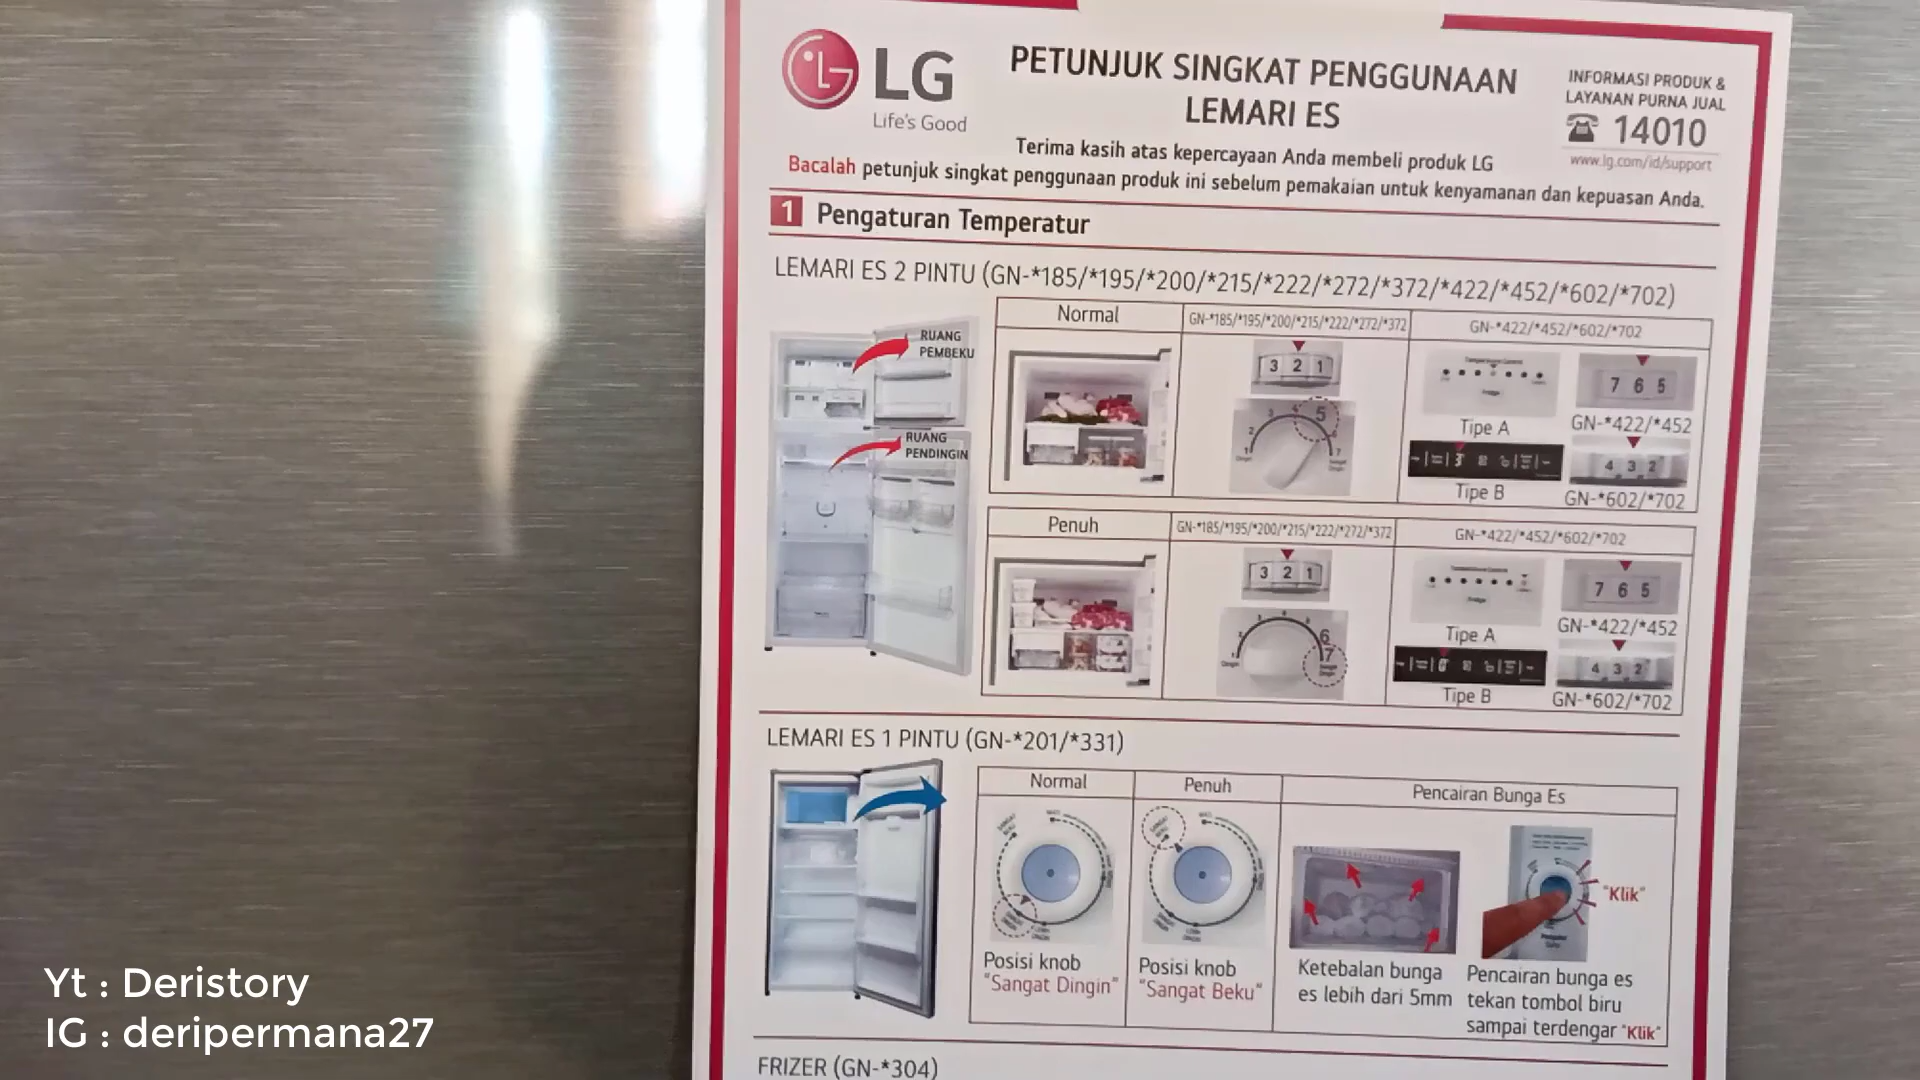 LG
Life's Good
PETUNJUK SINGKAT PENGGUNAAN
LEMARI ES
INFORMASI PRODUK &
LAYANAN PURNA JUAL
14010
www.lg.com/id/support
Terima kasih atas kepercayaan Anda membeli produk LG
Bacalah petunjuk singkat penggunaan produk ini sebelum pemakaian untuk kenyamanan dan kepuasan Anda.
1 Pengaturan Temperatur
LEMARI ES 2 PINTU (GN-*185/*195/*200/*215/*222/*272/*372/*422/*452/*602/*702)
RUANG
PEMBEKU
RUANG
PENDINGIN
Normal
GN-*185/*195/*200/*215/*222/*272/*372
GN-*422/*452/*602/*702
3 2 1
7 6 5
Tipe A
GN-*422/*452
4 3 2
Tipe B
GN-*602/*702
Penuh
GN-*185/*195/*200/*215/*222/*272/*372
GN-*422/*452/*602/*702
3 2 1
7 6 5
Tipe A
GN-*422/*452
4 3 2
Tipe B
GN-*602/*702
LEMARI ES 1 PINTU (GN-*201/*331)
Normal
Penuh
Pencairan Bunga Es
"Klik"
Posisi knob
"Sangat Dingin"
Posisi knob
"Sangat Beku"
Ketebalan bunga
es lebih dari 5mm
Pencairan bunga es
tekan tombol biru
sampai terdengar "Klik"
FRIZER (GN-*304)
Yt : Deristory
IG : deripermana27